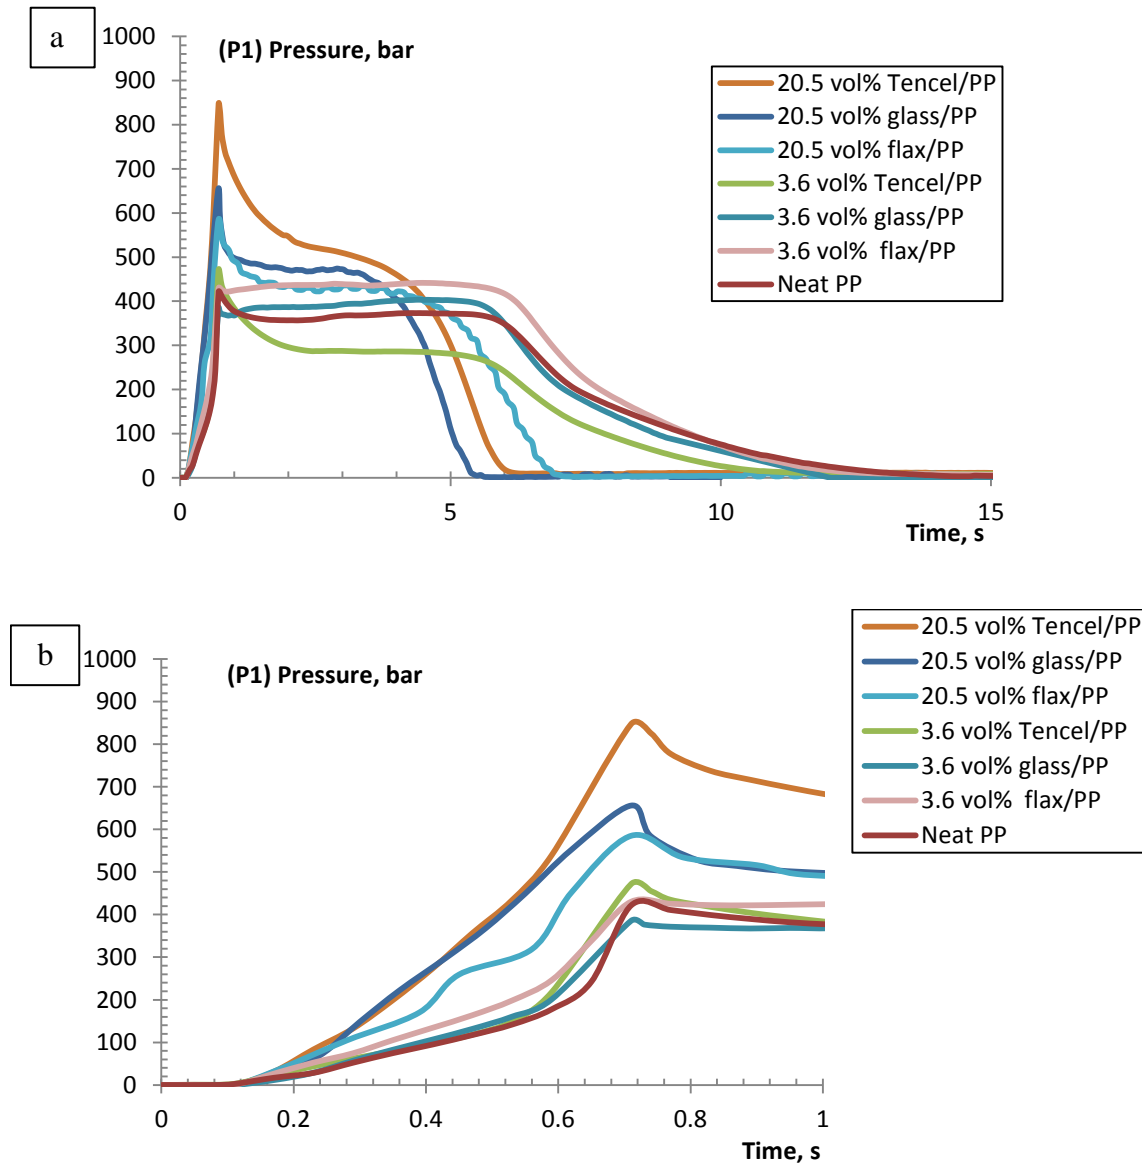 a
(P1) Pressure, bar
1000
900
800
700
600
500
400
300
200
100
0
0 5 10 15
Time, s
20.5 vol% Tencel/PP
20.5 vol% glass/PP
20.5 vol% flax/PP
3.6 vol% Tencel/PP
3.6 vol% glass/PP
3.6 vol%  flax/PP
Neat PP
b
(P1) Pressure, bar
1000
900
800
700
600
500
400
300
200
100
0
0 0.2 0.4 0.6 0.8 1
Time, s
20.5 vol% Tencel/PP
20.5 vol% glass/PP
20.5 vol% flax/PP
3.6 vol% Tencel/PP
3.6 vol% glass/PP
3.6 vol%  flax/PP
Neat PP